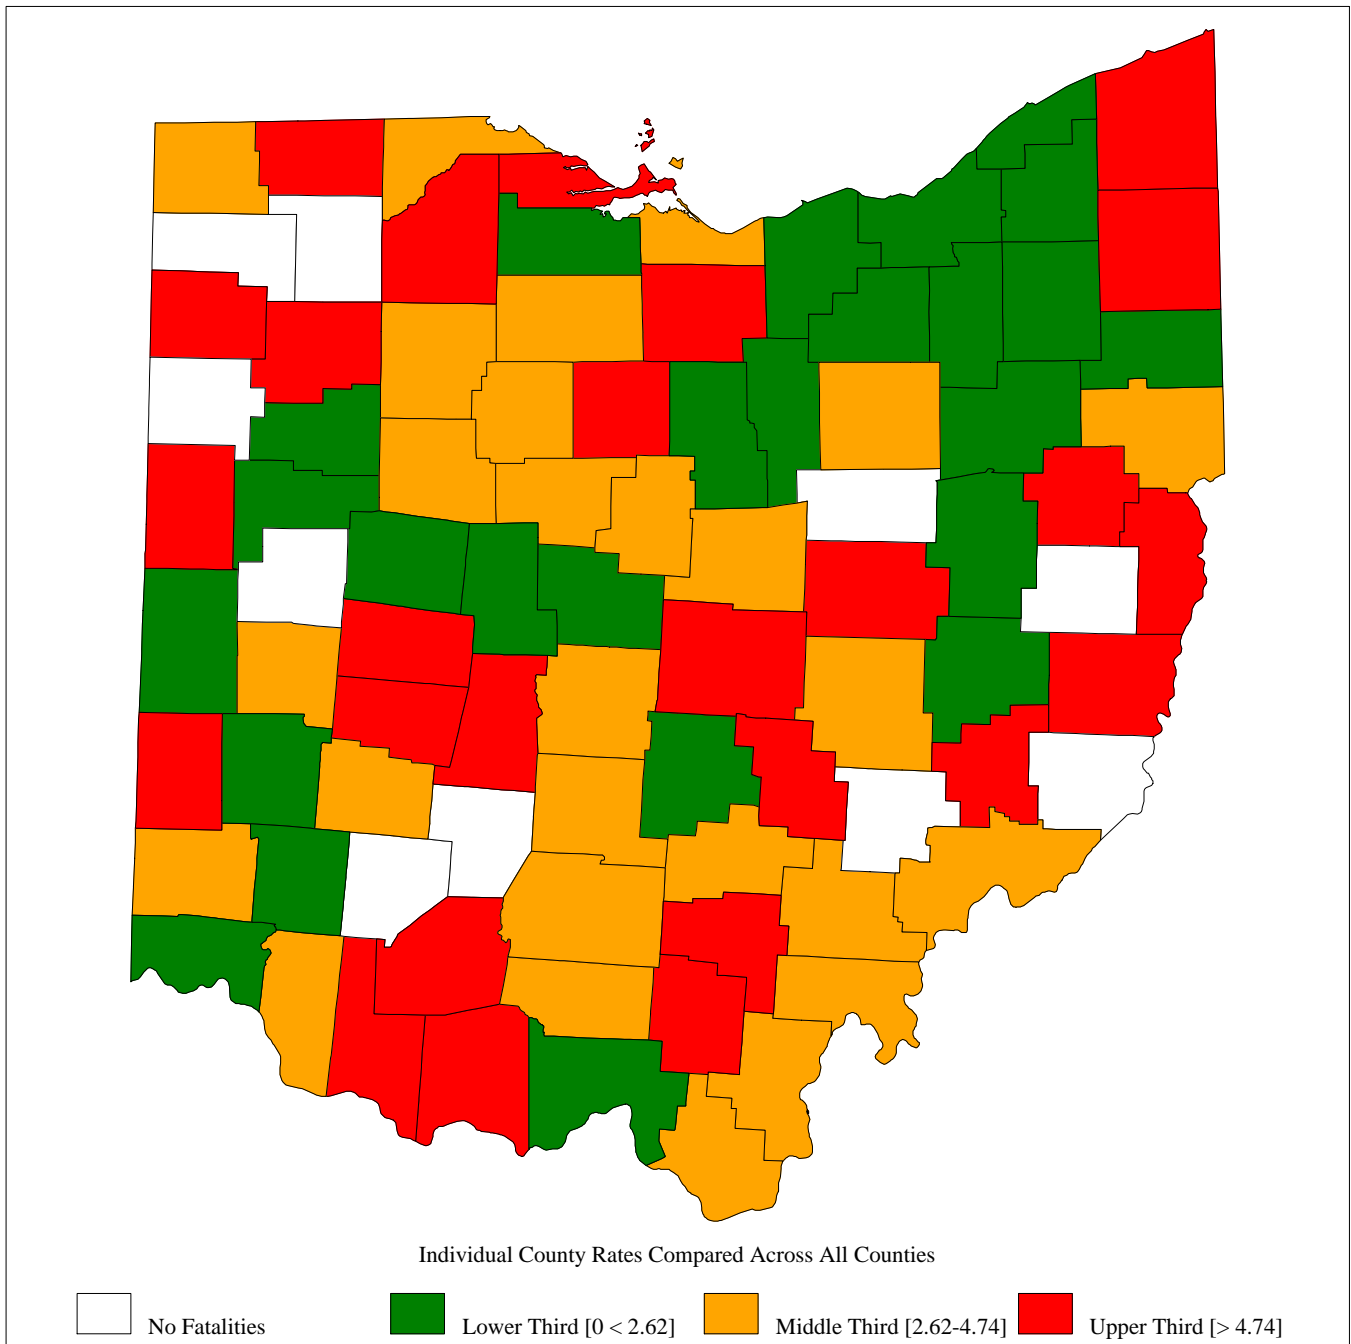 Individual County Rates Compared Across All Counties
No Fatalities
Lower Third [0 < 2.62]
Middle Third [2.62-4.74]
Upper Third [> 4.74]